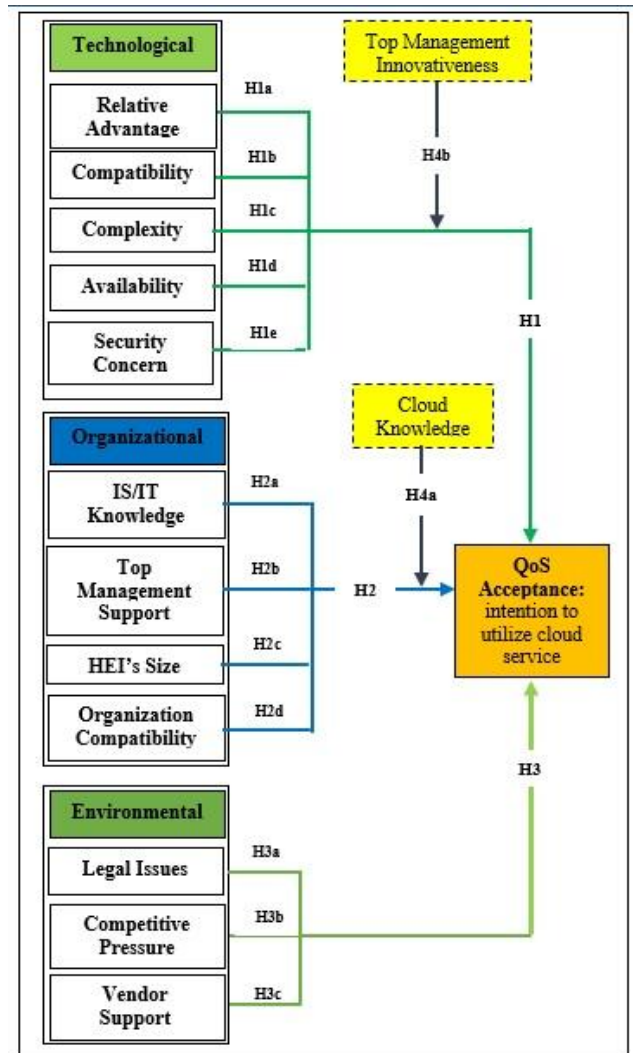 Technological
Relative
Advantage
Compatibility
Complexity
Availability
Security
Concern
H1a
H1b
H1c
H1d
H1e
Top Management
Innovativeness
H4b
H1
Organizational
IS/IT
Knowledge
Top
Management
Support
HEI's Size
Organization
Compatibility
H2a
H2b
H2c
H2d
Cloud
Knowledge
H4a
H2
QoS
Acceptance:
intention to
utilize cloud
service
Environmental
Legal Issues
Competitive
Pressure
Vendor
Support
H3a
H3b
H3c
H3